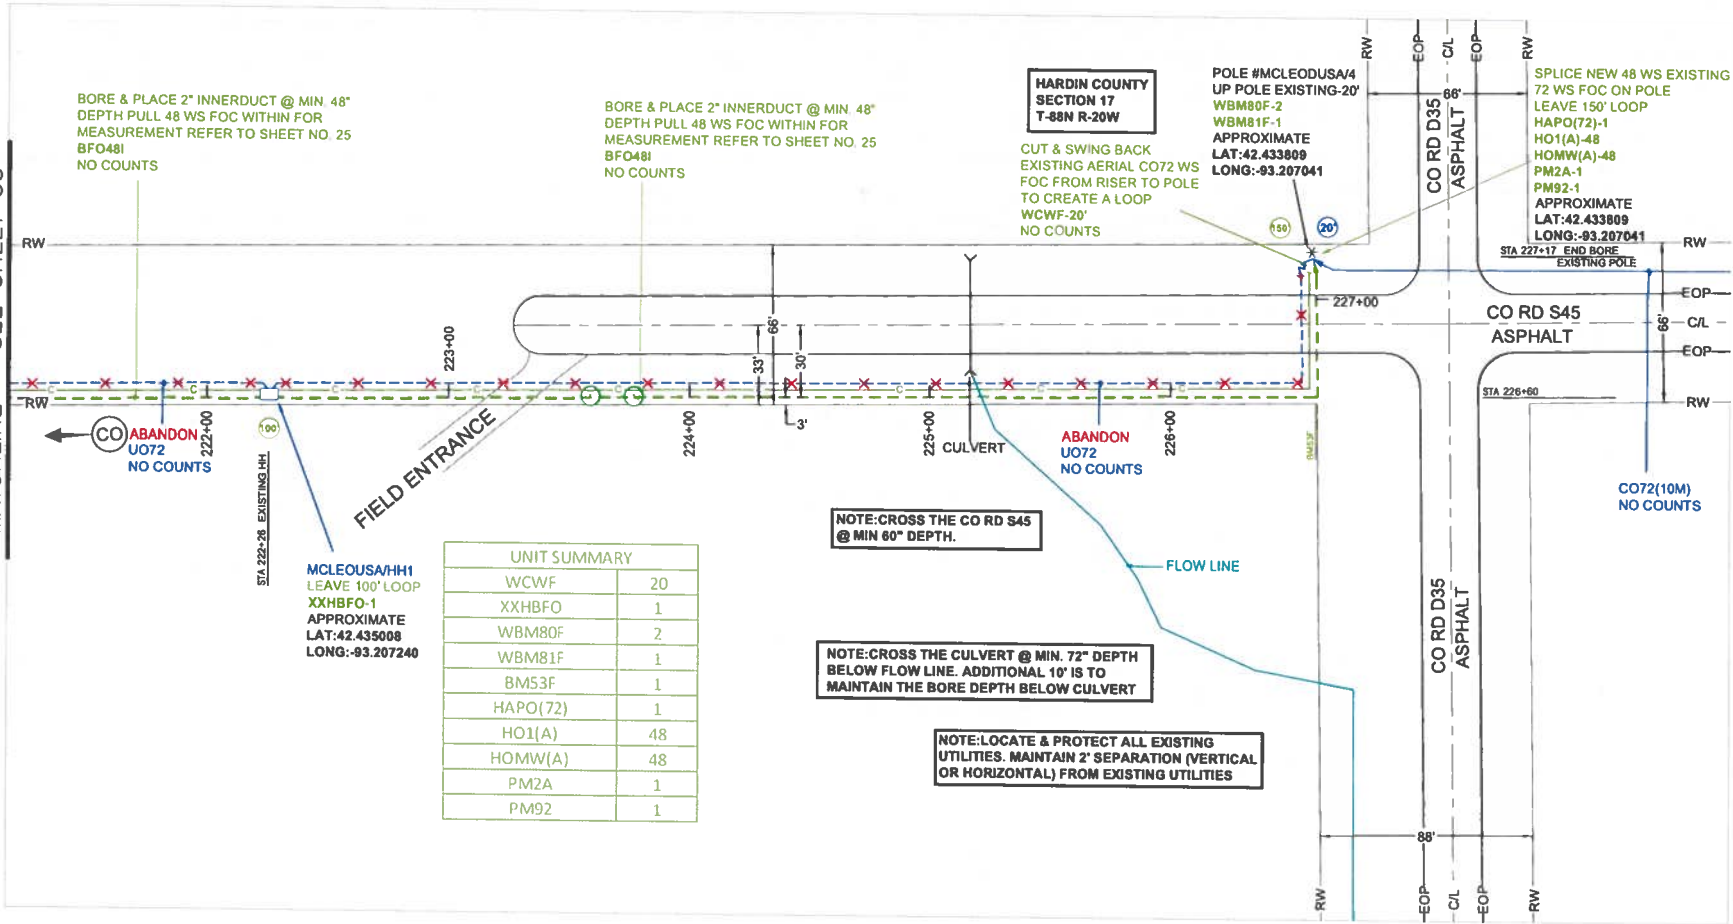 BORE & PLACE 2" INNERDUCT @ MIN. 48"
DEPTH PULL 48 WS FOC WITHIN FOR
MEASUREMENT REFER TO SHEET NO. 25
BFO48I
NO COUNTS
BORE & PLACE 2" INNERDUCT @ MIN. 48"
DEPTH PULL 48 WS FOC WITHIN FOR
MEASUREMENT REFER TO SHEET NO. 25
BFO48I
NO COUNTS
HARDIN COUNTY
SECTION 17
T-88N R-20W
CUT & SWING BACK
EXISTING AERIAL CO72 WS
FOC FROM RISER TO POLE
TO CREATE A LOOP
WCWF-20'
NO COUNTS
POLE #MCLEODUSA/4
UP POLE EXISTING-20'
WBM80F-2
WBM81F-1
APPROXIMATE
LAT:42.433809
LONG:-93.207041
150
20'
RW
EOP
C/L
EOP
RW
66'
CO RD D35
ASPHALT
SPLICE NEW 48 WS EXISTING
72 WS FOC ON POLE
LEAVE 150' LOOP
HAPO(72)-1
HO1(A)-48
HOMW(A)-48
PM2A-1
PM92-1
APPROXIMATE
LAT:42.433809
LONG:-93.207041
STA 227+17 END BORE
EXISTING POLE
RW
EOP
C/L
EOP
RW
66'
CO RD S45
ASPHALT
STA 226+60
227+00
RW
RW
66'
33'
30'
3'
C
C
C
C
C
C
222+00
223+00
224+00
225+00
226+00
CO
ABANDON
UO72
NO COUNTS
100'
STA 222+26 EXISTING HH
FIELD ENTRANCE
CULVERT
ABANDON
UO72
NO COUNTS
BM53F
CO72(10M)
NO COUNTS
MCLEOUSA/HH1
LEAVE 100' LOOP
XXHBFO-1
APPROXIMATE
LAT:42.435008
LONG:-93.207240
UNIT SUMMARY
WCWF 20
XXHBFO 1
WBM80F 2
WBM81F 1
BM53F 1
HAPO(72) 1
HO1(A) 48
HOMW(A) 48
PM2A 1
PM92 1
NOTE:CROSS THE CO RD S45
@ MIN 60" DEPTH.
FLOW LINE
NOTE:CROSS THE CULVERT @ MIN. 72" DEPTH
BELOW FLOW LINE. ADDITIONAL 10' IS TO
MAINTAIN THE BORE DEPTH BELOW CULVERT
NOTE:LOCATE & PROTECT ALL EXISTING
UTILITIES. MAINTAIN 2' SEPARATION (VERTICAL
OR HORIZONTAL) FROM EXISTING UTILITIES
CO RD D35
ASPHALT
88'
RW
EOP
C/L
EOP
RW